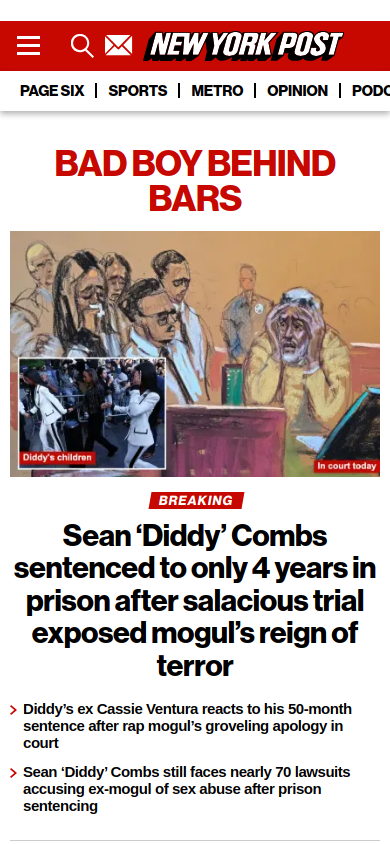 NEW YORK POST
PAGE SIX
SPORTS
METRO
OPINION
PODC
BAD BOY BEHIND
BARS
Diddy's children
In court today
BREAKING
Sean ‘Diddy’ Combs
sentenced to only 4 years in
prison after salacious trial
exposed mogul’s reign of
terror
Diddy’s ex Cassie Ventura reacts to his 50-month
sentence after rap mogul’s groveling apology in
court
Sean ‘Diddy’ Combs still faces nearly 70 lawsuits
accusing ex-mogul of sex abuse after prison
sentencing